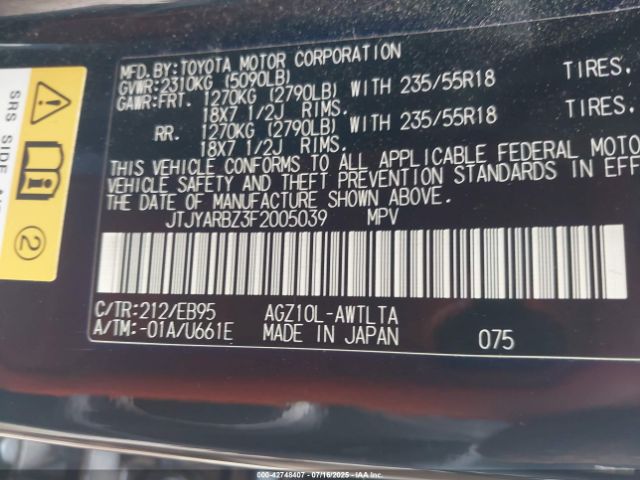 MFD.BY:TOYOTA MOTOR CORPORATION
GVWR:2310KG (5090LB)
GAWR:FRT. 1270KG (2790LB) WITH 235/55R18 TIRES.
18X7 1/2J RIMS.
RR. 1270KG (2790LB) WITH 235/55R18 TIRES.
18X7 1/2J RIMS.
THIS VEHICLE CONFORMS TO ALL APPLICABLE FEDERAL MOTO
VEHICLE SAFETY AND THEFT PREVENTION STANDARDS IN EFF
THE DATE OF MANUFACTURE SHOWN ABOVE.
JTJYARBZ3F2005039 MPV
C/TR:212/EB95 AGZ10L-AWTLTA
A/TM:-01A/U661E MADE IN JAPAN 075
SRS SIDE
2
000-42748407 - 07/16/2025 - IAAI.CA